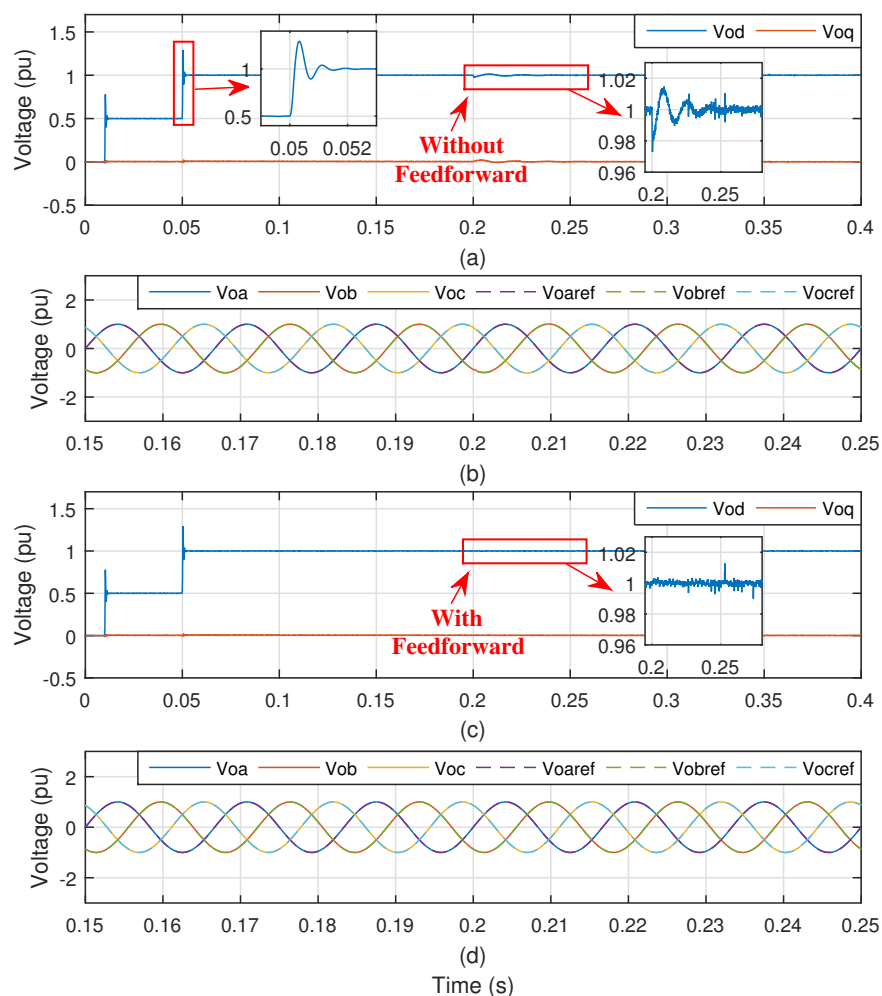 Vod Voq
Voltage (pu)
1.5
1
0.5
0
-0.5
1
0.5
0.05 0.052
Without
Feedforward
1.02
1
0.98
0.96
0.2 0.25
0 0.05 0.1 0.15 0.2 0.25 0.3 0.35 0.4
(a)
Voa Vob Voc Voaref Vobref Vocref
Voltage (pu)
2
0
-2
0.15 0.16 0.17 0.18 0.19 0.2 0.21 0.22 0.23 0.24 0.25
(b)
Vod Voq
Voltage (pu)
1.5
1
0.5
0
-0.5
With
Feedforward
1.02
1
0.98
0.96
0.2 0.25
0 0.05 0.1 0.15 0.2 0.25 0.3 0.35 0.4
(c)
Voa Vob Voc Voaref Vobref Vocref
Voltage (pu)
2
0
-2
0.15 0.16 0.17 0.18 0.19 0.2 0.21 0.22 0.23 0.24 0.25
(d)
Time (s)